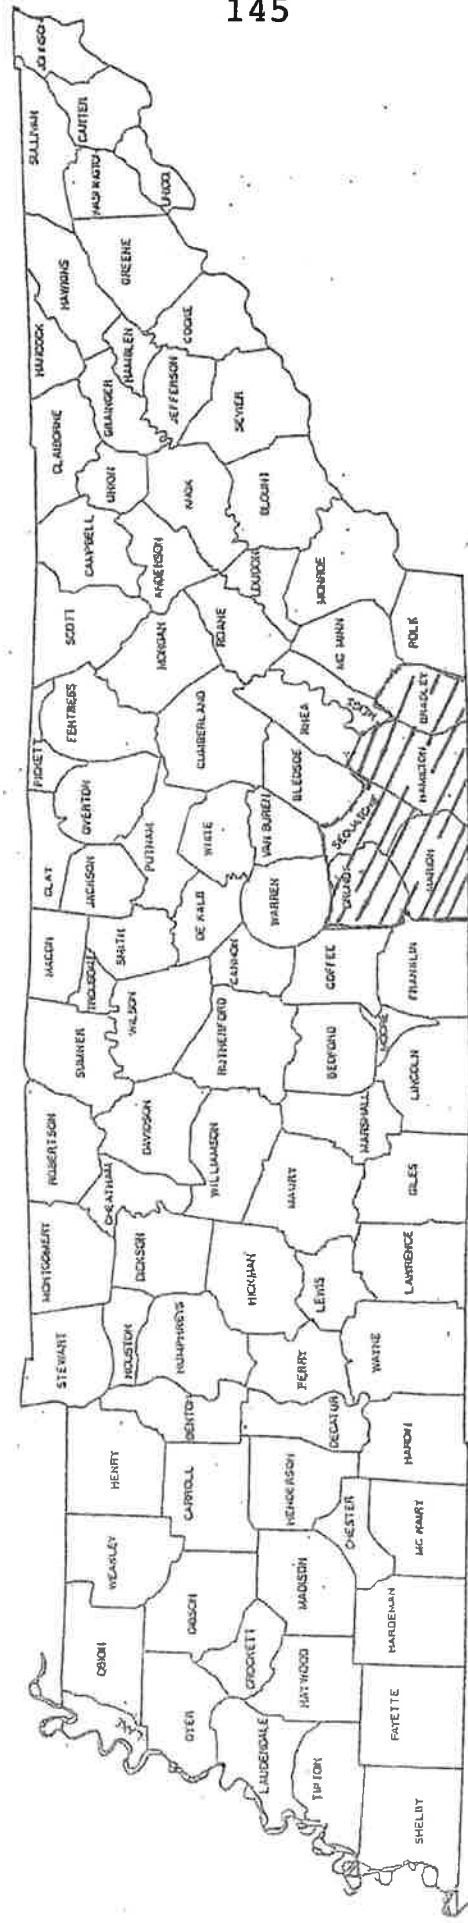 145
JOHNSON
SULLIVAN
CARTER
WASHINGTON
UNICOI
GREENE
HAWKINS
HANCOCK
HAMBLEN
COCKE
GRAINGER
JEFFERSON
SEVIER
CLAIBORNE
UNION
KNOX
BLOUNT
CAMPBELL
ANDERSON
LOUDON
MONROE
SCOTT
MORGAN
ROANE
MC MINN
POLK
FENTRESS
PICKETT
CUMBERLAND
RHEA
MEIGS
BRADLEY
HAMILTON
BLEDSOE
SEQUATCHIE
OVERTON
PUTNAM
WHITE
VAN BUREN
CLAY
JACKSON
DE KALB
WARREN
GRUNDY
MARION
MACON
TROUSDALE
SMITH
CANNON
COFFEE
FRANKLIN
SUMNER
WILSON
RUTHERFORD
BEDFORD
MOORE
LINCOLN
ROBERTSON
DAVIDSON
WILLIAMSON
MARSHALL
CHEATHAM
MAURY
GILES
MONTGOMERY
DICKSON
HICKMAN
LEWIS
LAWRENCE
STEWART
HOUSTON
HUMPHREYS
PERRY
WAYNE
BENTON
DECATUR
HENRY
CARROLL
HENDERSON
HARDIN
CHESTER
MC NAIRY
WEAKLEY
GIBSON
MADISON
HARDEMAN
OBION
CROCKETT
HAYWOOD
FAYETTE
LAKE
DYER
LAUDERDALE
TIPTON
SHELBY